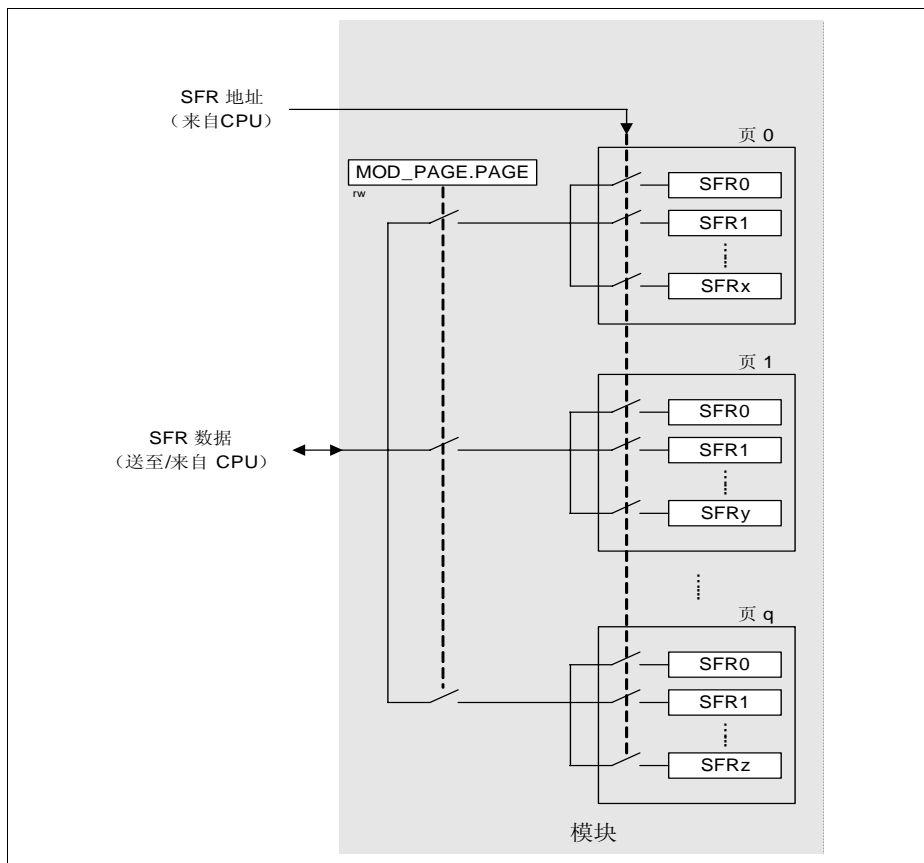 SFR 地址
（来自CPU）
页 0
MOD_PAGE.PAGE
rw
SFR0
SFR1
SFRx
页 1
SFR0
SFR1
SFRy
SFR 数据
（送至/来自 CPU）
页 q
SFR0
SFR1
SFRz
模块